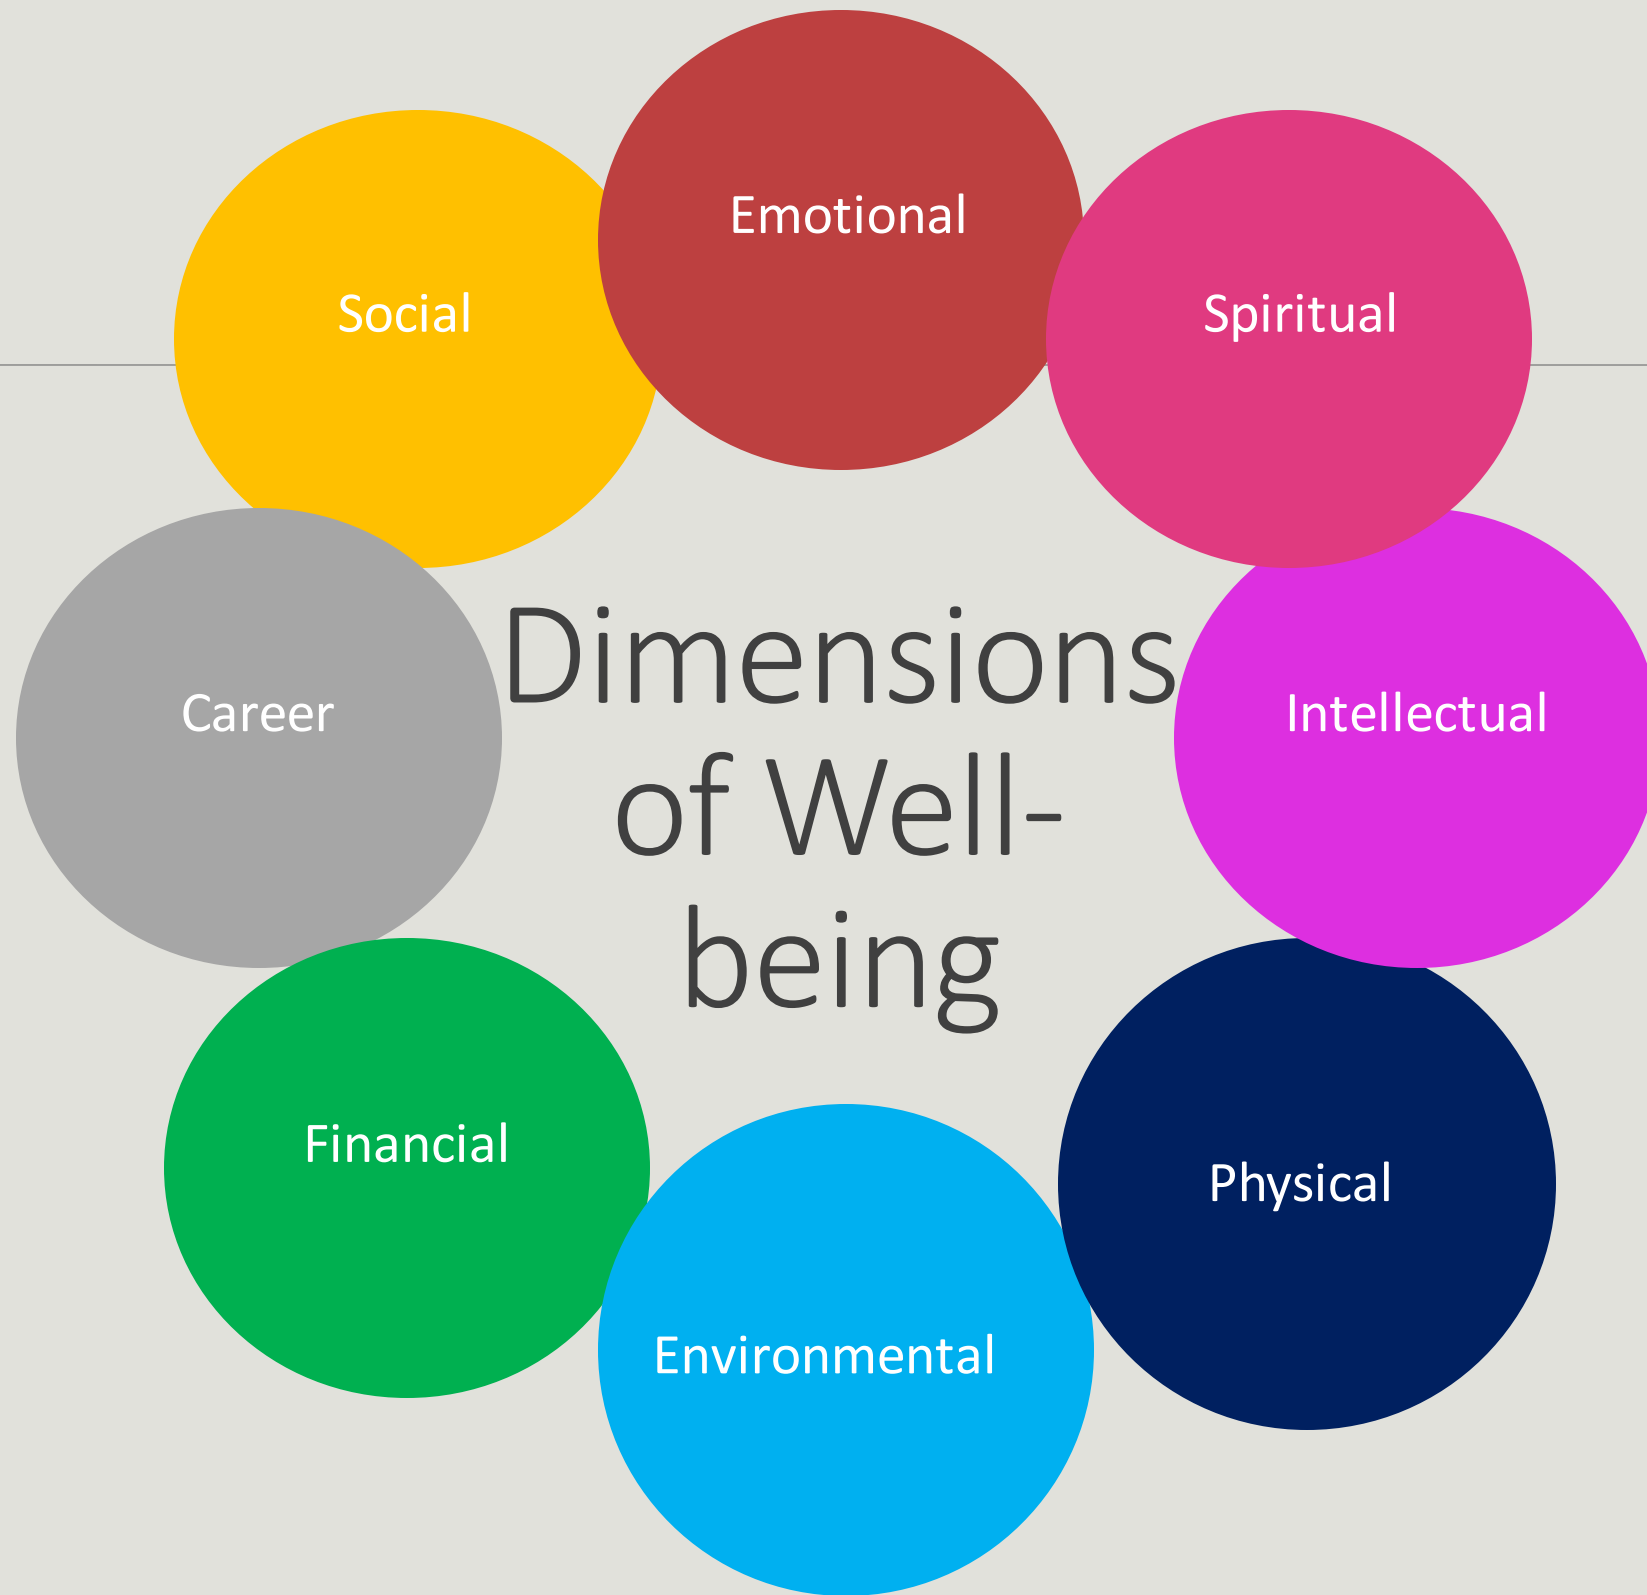 Emotional
Social
Spiritual
Dimensions
of Well-
being
Career
Intellectual
Financial
Physical
Environmental